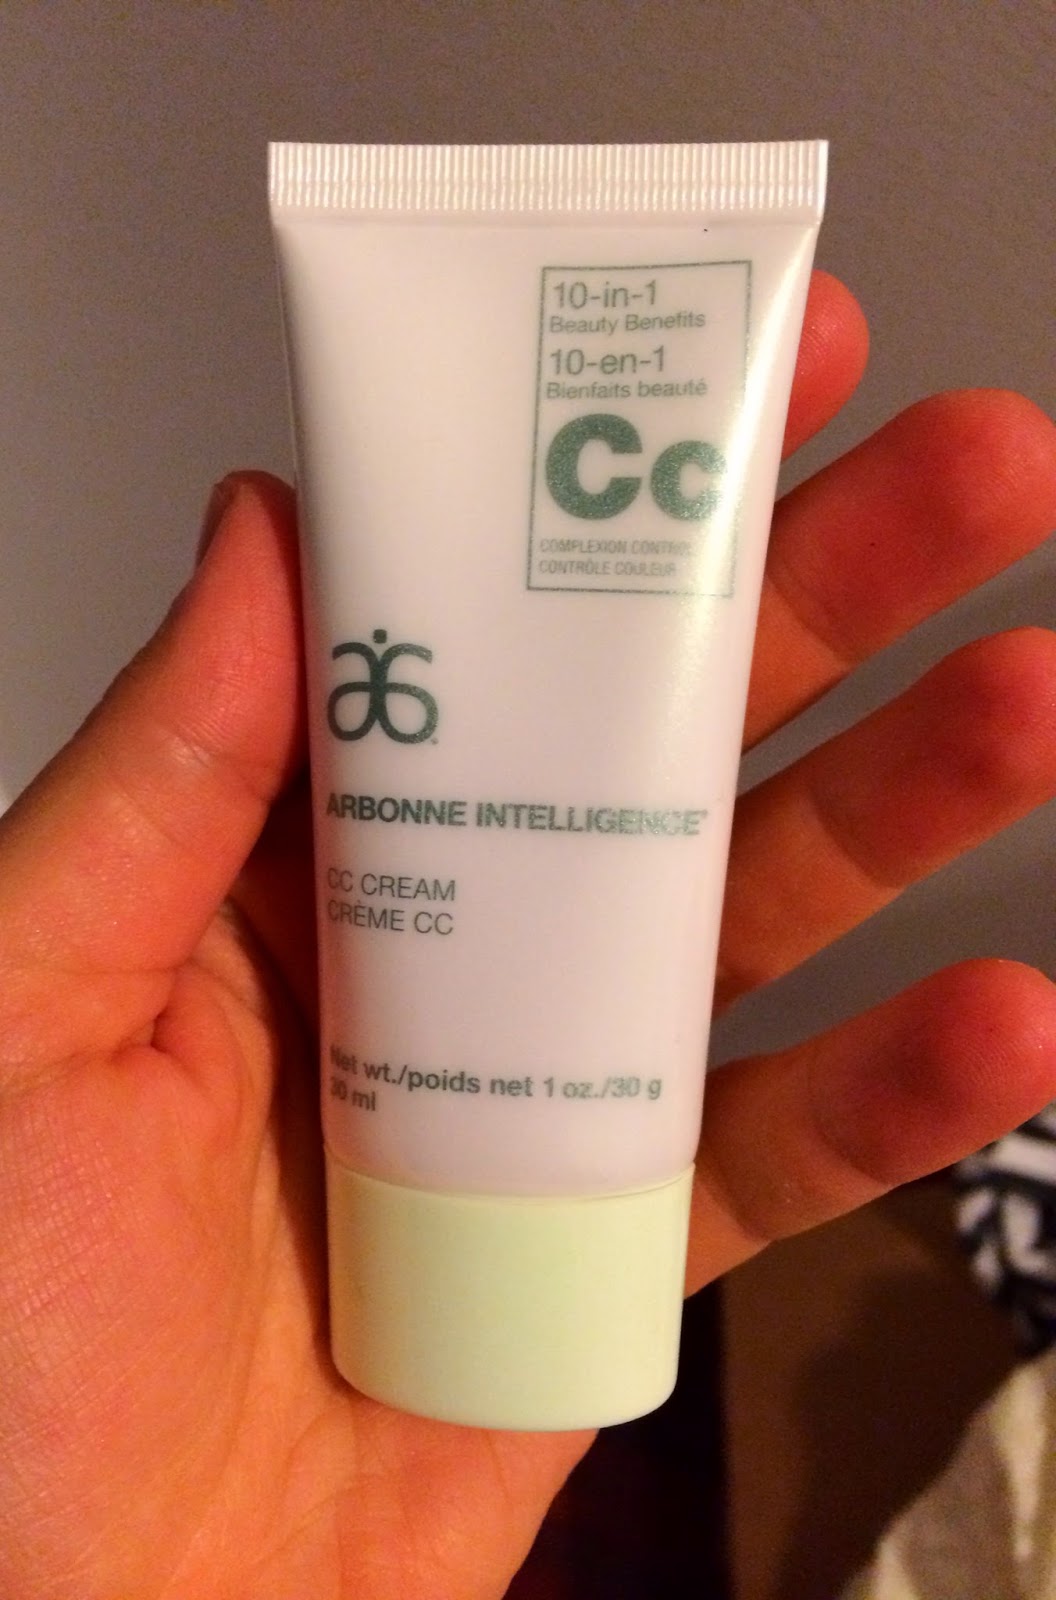 10-in-1
Beauty Benefits
10-en-1
Bienfaits beauté
Cc
COMPLEXION CONTROL
CONTRÔLE COULEUR
ARBONNE INTELLIGENCE
CC CREAM
CRÈME CC
Net wt./poids net 1 oz./30 g
30 ml